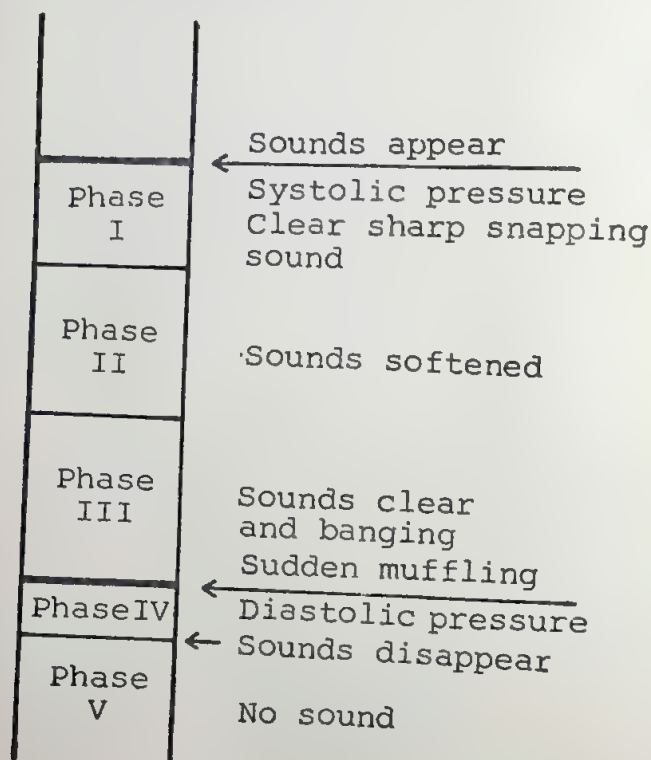 Sounds appear
Phase
I
Systolic pressure
Clear sharp snapping
sound
Phase
II
Sounds softened
Phase
III
Sounds clear
and banging
Sudden muffling
PhaseIV
Diastolic pressure
Sounds disappear
Phase
V
No sound